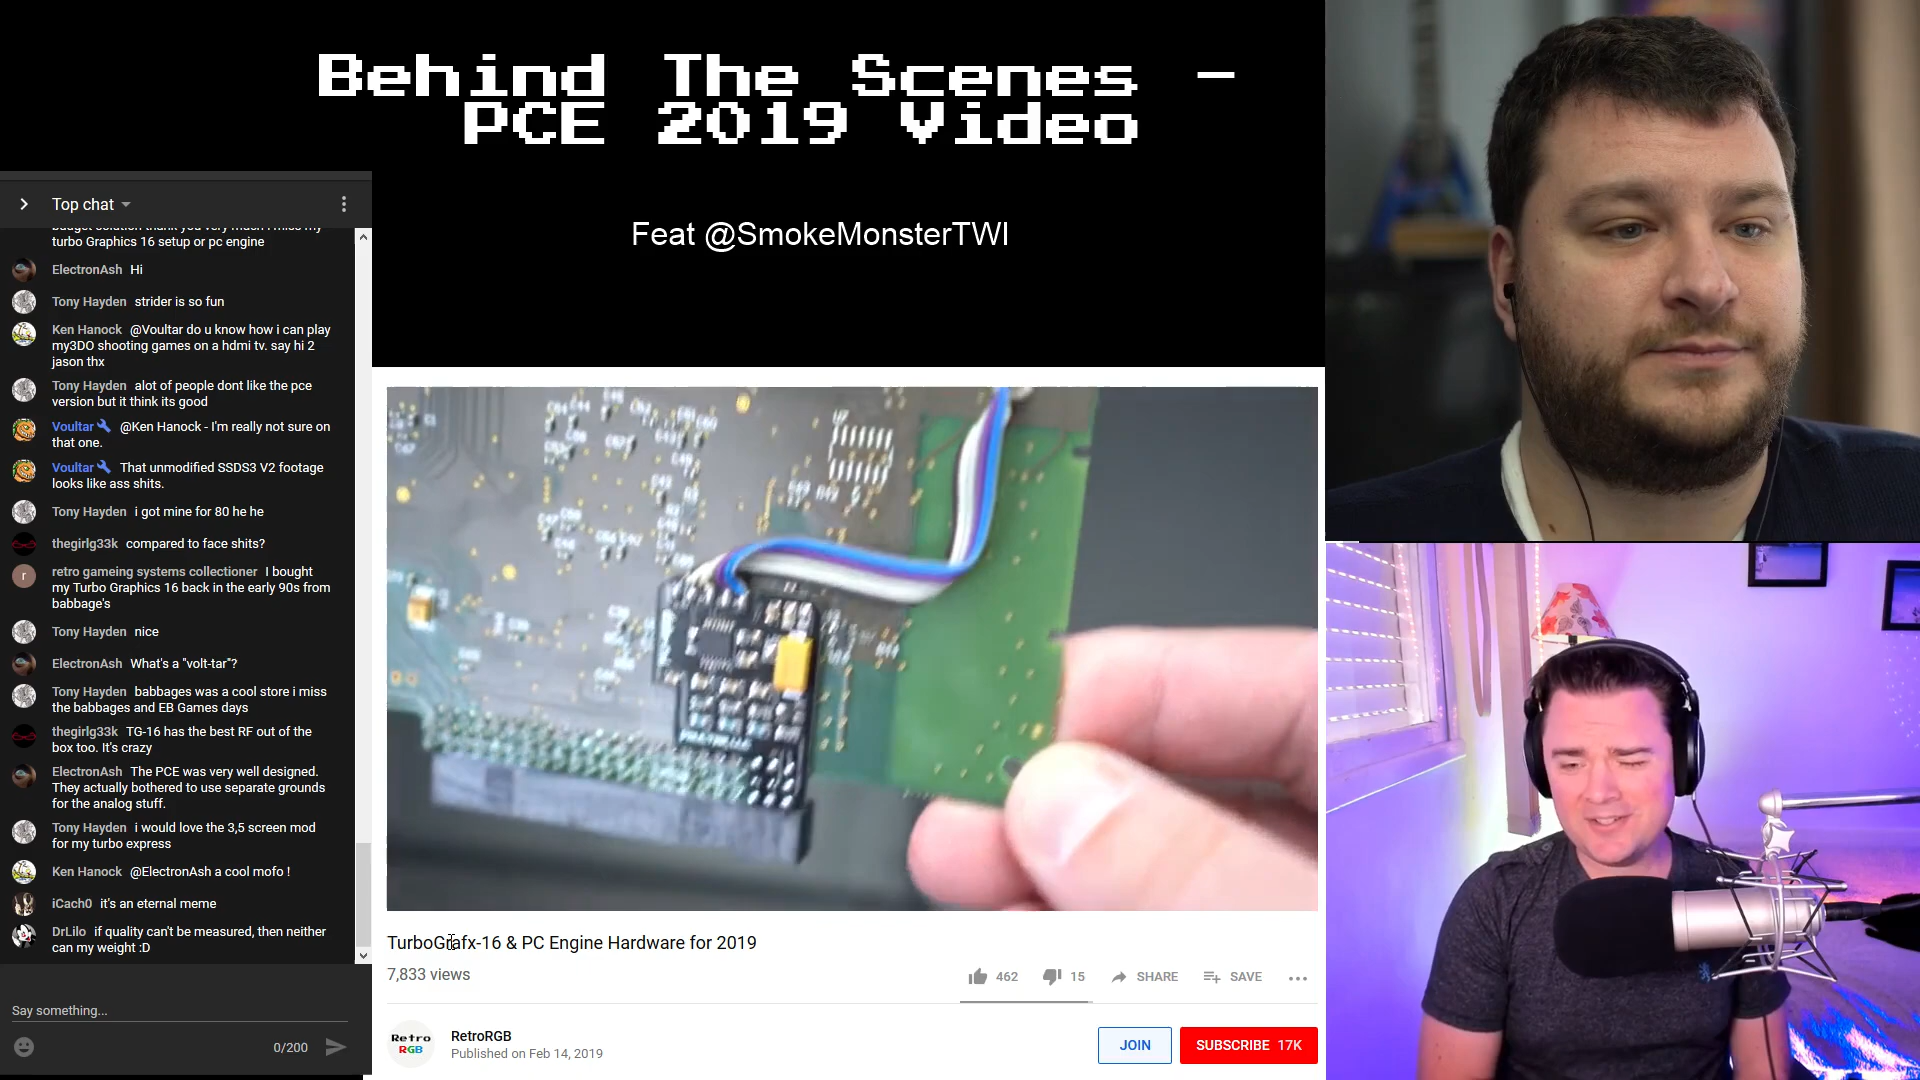 Behind The Scenes –
PCE 2019 Video
Feat @SmokeMonsterTWI
Top chat
turbo Graphics 16 setup or pc engine
ElectronAsh Hi
Tony Hayden strider is so fun
Ken Hanock @Voultar do u know how i can play
my3DO shooting games on a hdmi tv. say hi 2
jason thx
Tony Hayden alot of people dont like the pce
version but it think its good
Voultar @Ken Hanock - I'm really not sure on
that one.
Voultar That unmodified SSDS3 V2 footage
looks like ass shits.
Tony Hayden i got mine for 80 he he
thegirlg33k compared to face shits?
r retro gameing systems collectioner I bought
my Turbo Graphics 16 back in the early 90s from
babbage's
Tony Hayden nice
ElectronAsh What's a "volt-tar"?
Tony Hayden babbages was a cool store i miss
the babbages and EB Games days
thegirlg33k TG-16 has the best RF out of the
box too. It's crazy
ElectronAsh The PCE was very well designed.
They actually bothered to use separate grounds
for the analog stuff.
Tony Hayden i would love the 3,5 screen mod
for my turbo express
Ken Hanock @ElectronAsh a cool mofo !
iCach0 it's an eternal meme
DrLilo if quality can't be measured, then neither
can my weight :D
Say something...
0/200
TurboGrafx-16 & PC Engine Hardware for 2019
7,833 views
462
15
SHARE
SAVE
Retro
RGB
RetroRGB
Published on Feb 14, 2019
JOIN
SUBSCRIBE 17K